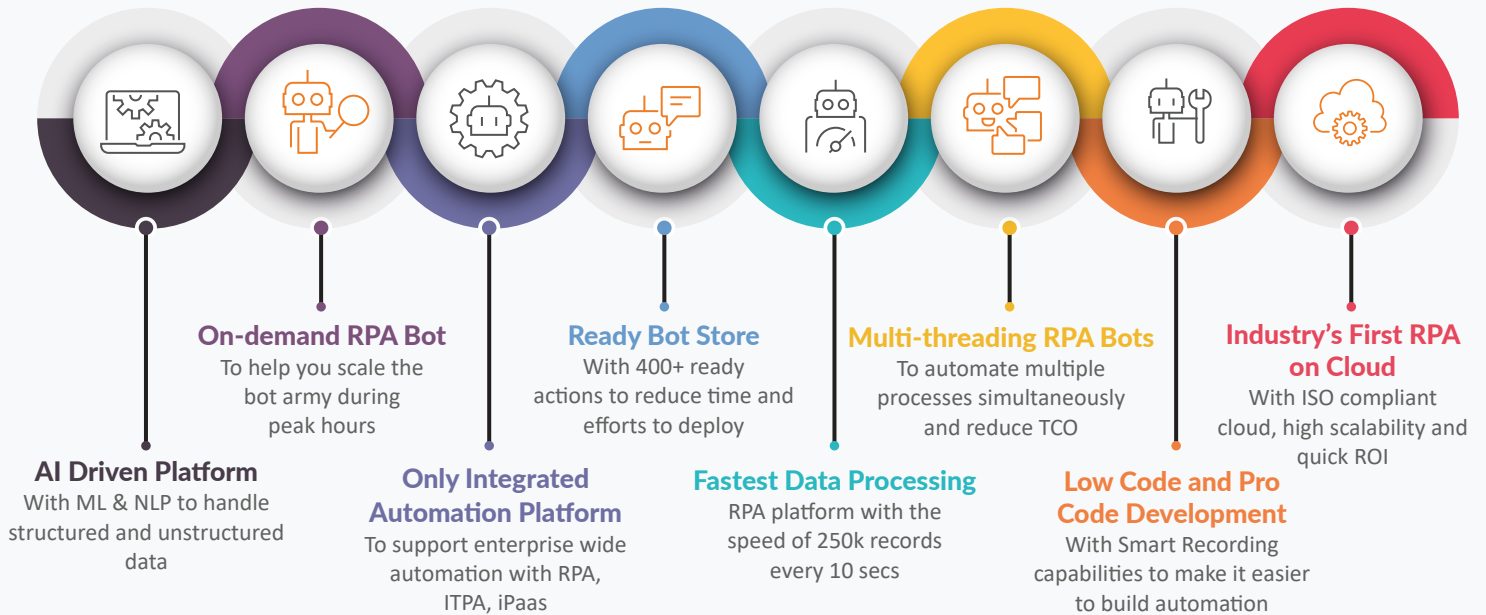 AI Driven Platform
With ML & NLP to handle
structured and unstructured
data
On-demand RPA Bot
To help you scale the
bot army during
peak hours
Only Integrated
Automation Platform
To support enterprise wide
automation with RPA,
ITPA, iPaas
Ready Bot Store
With 400+ ready
actions to reduce time and
efforts to deploy
Fastest Data Processing
RPA platform with the
speed of 250k records
every 10 secs
Multi-threading RPA Bots
To automate multiple
processes simultaneously
and reduce TCO
Low Code and Pro
Code Development
With Smart Recording
capabilities to make it easier
to build automation
Industry’s First RPA
on Cloud
With ISO compliant
cloud, high scalability and
quick ROI